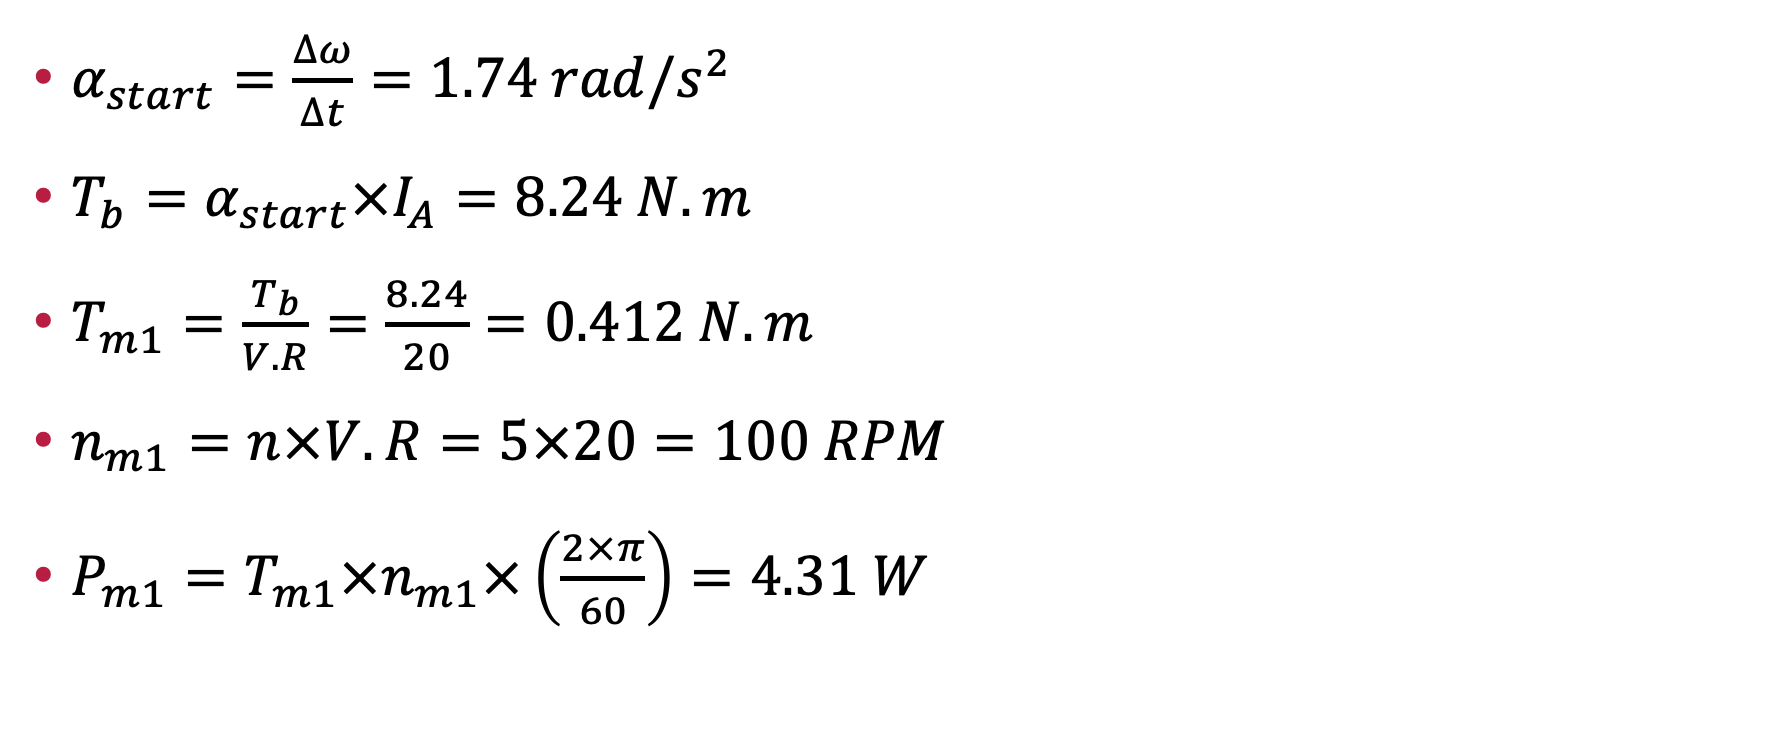 • α_start = Δω/Δt = 1.74 rad/s²
• T_b = α_start×I_A = 8.24 N.m
• T_m1 = T_b/V.R = 8.24/20 = 0.412 N.m
• n_m1 = n×V.R = 5×20 = 100 RPM
• P_m1 = T_m1×n_m1×(2×π/60) = 4.31 W